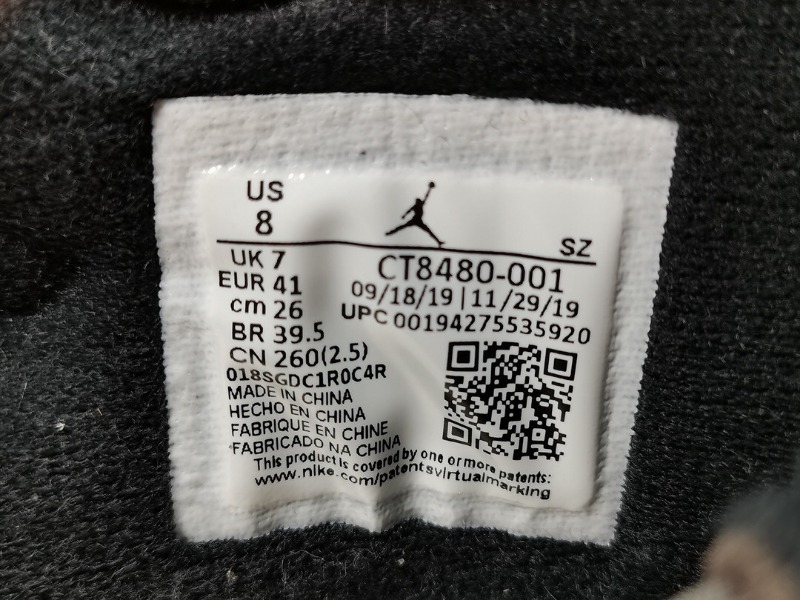 US
8
SZ
UK 7
EUR 41
cm 26
BR 39.5
CN 260(2.5)
018SGDC1R0C4R
CT8480-001
09/18/19 | 11/29/19
UPC 00194275535920
MADE IN CHINA
HECHO EN CHINA
FABRIQUE EN CHINE
FABRICADO NA CHINA
This product is covered by one or more patents:
www.nike.com/patentsvirtualmarking